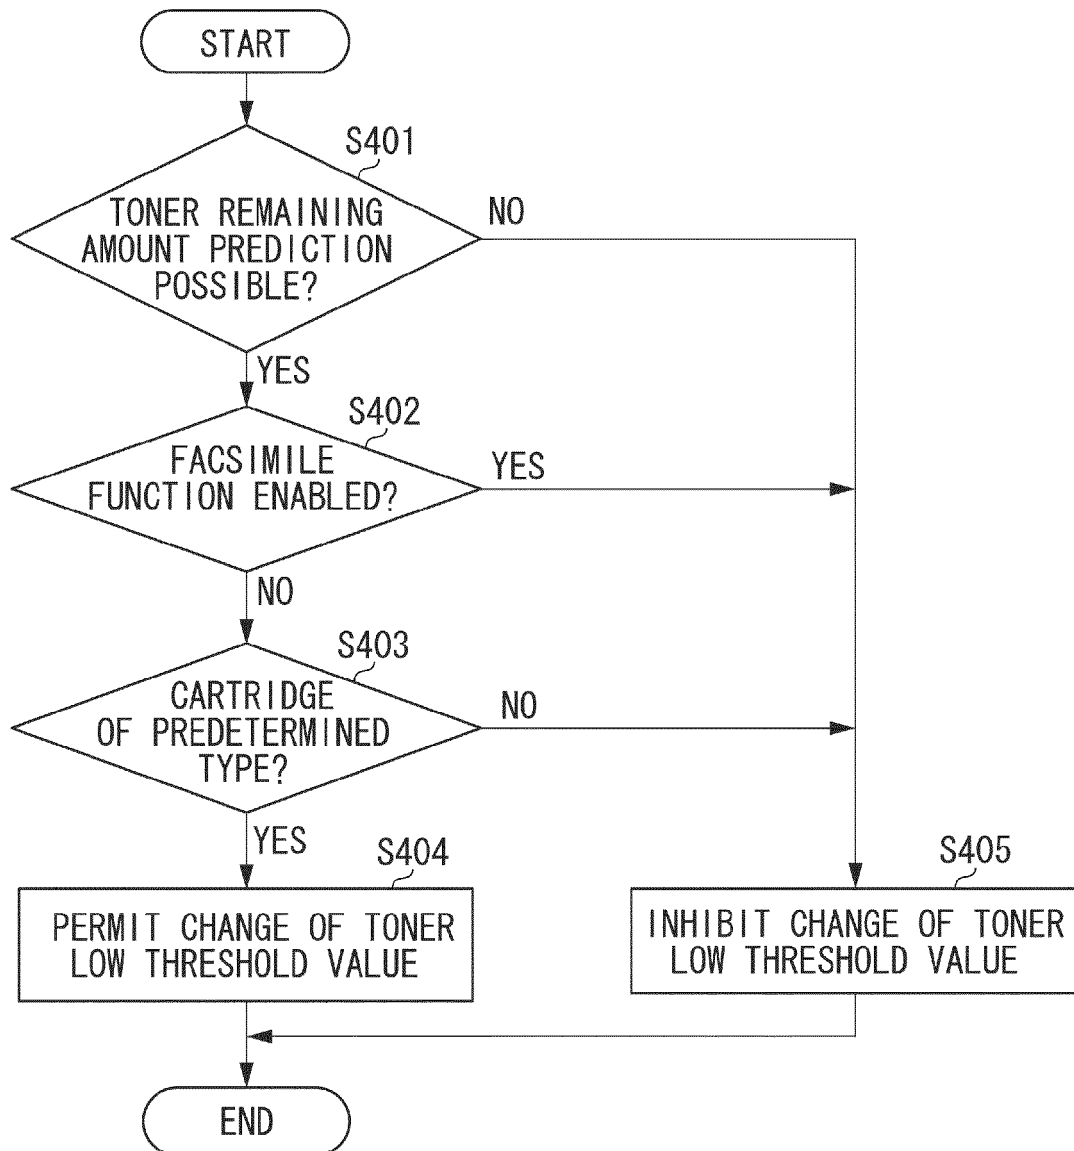 START
S401
TONER REMAINING
AMOUNT PREDICTION
POSSIBLE?
NO
YES
S402
FACSIMILE
FUNCTION ENABLED?
YES
NO
S403
CARTRIDGE
OF PREDETERMINED
TYPE?
NO
YES
S404
PERMIT CHANGE OF TONER
LOW THRESHOLD VALUE
S405
INHIBIT CHANGE OF TONER
LOW THRESHOLD VALUE
END